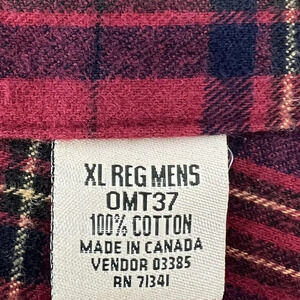 XL REG MENS
OMT37
100% COTTON
MADE IN CANADA
VENDOR 03385
RN 71341